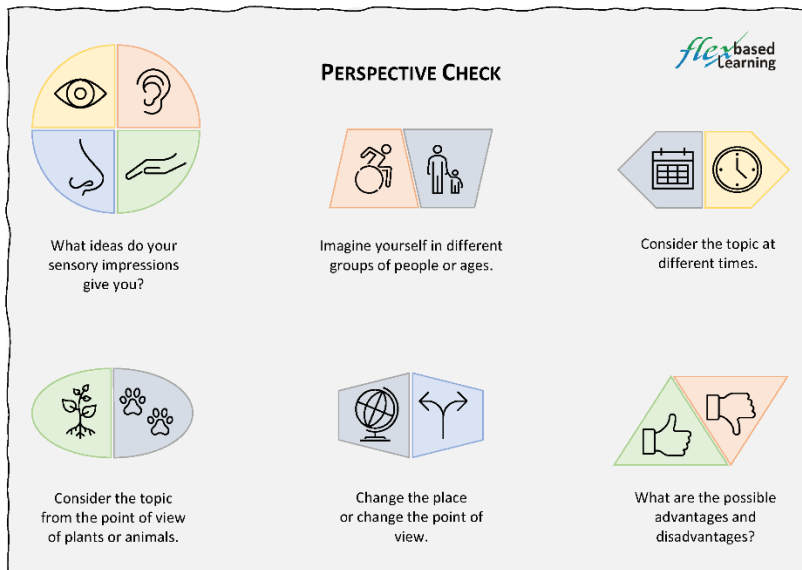 PERSPECTIVE CHECK
flex based
Learning
What ideas do your
sensory impressions
give you?
Imagine yourself in different
groups of people or ages.
Consider the topic at
different times.
Consider the topic
from the point of view
of plants or animals.
Change the place
or change the point of
view.
What are the possible
advantages and
disadvantages?